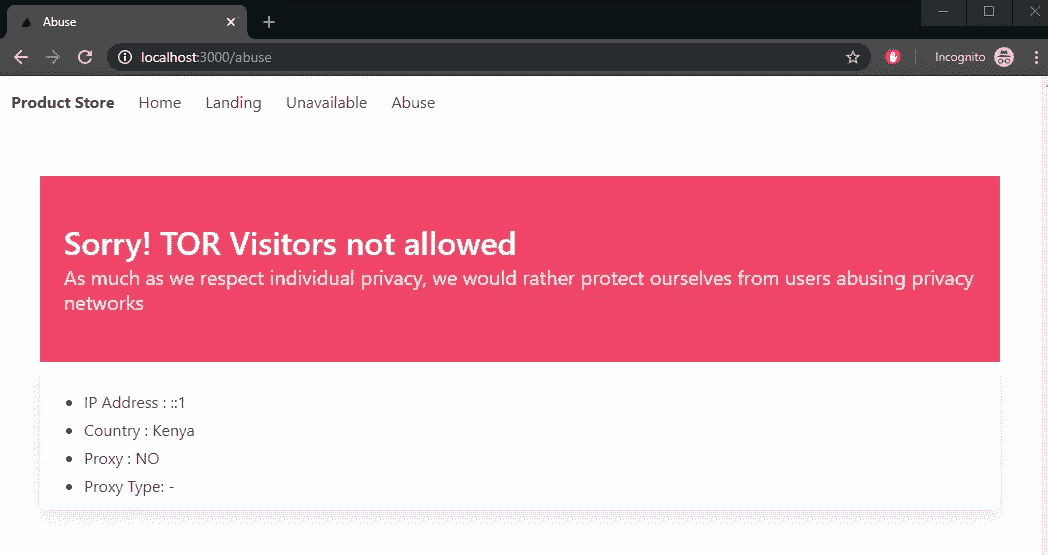 Abuse
localhost:3000/abuse
Incognito
Product Store Home Landing Unavailable Abuse
Sorry! TOR Visitors not allowed
As much as we respect individual privacy, we would rather protect ourselves from users abusing privacy
networks
IP Address : ::1
Country : Kenya
Proxy : NO
Proxy Type: -